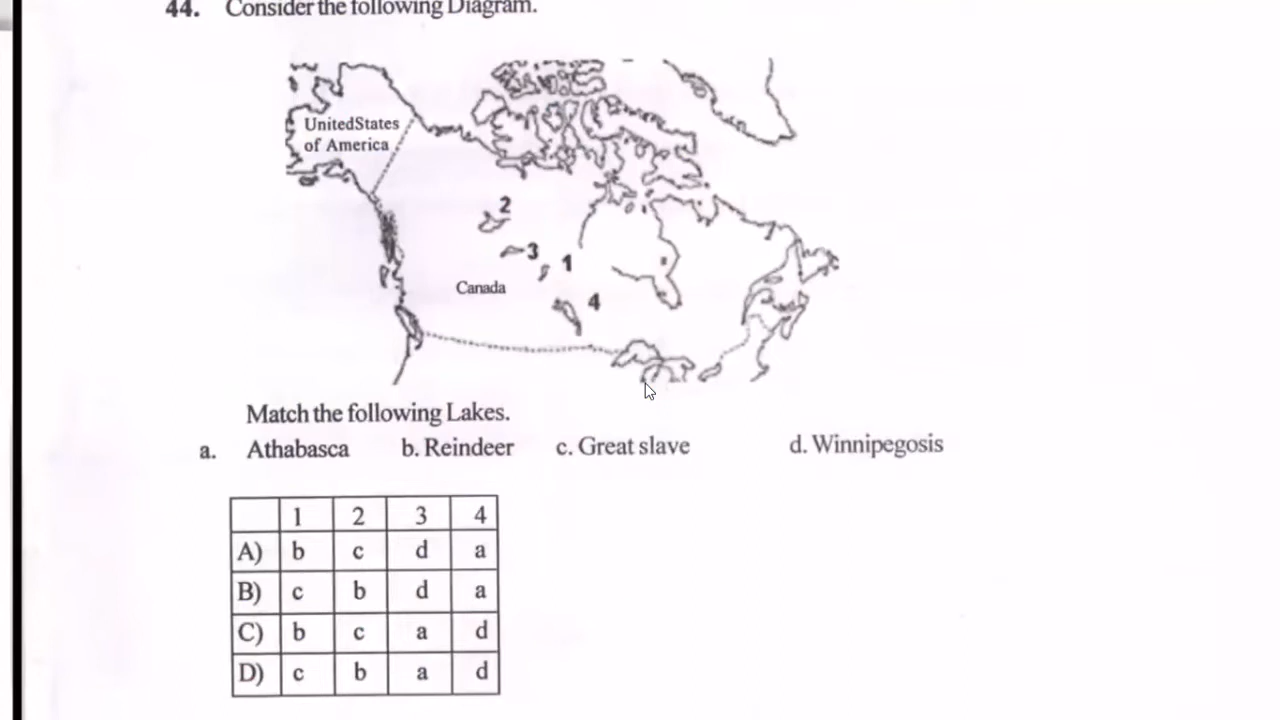 44. Consider the following Diagram.
UnitedStates
of America
2
3
1
Canada
4
Match the following Lakes.
a. Athabasca b. Reindeer c. Great slave d. Winnipegosis
1 2 3 4
A) b c d a
B) c b d a
C) b c a d
D) c b a d